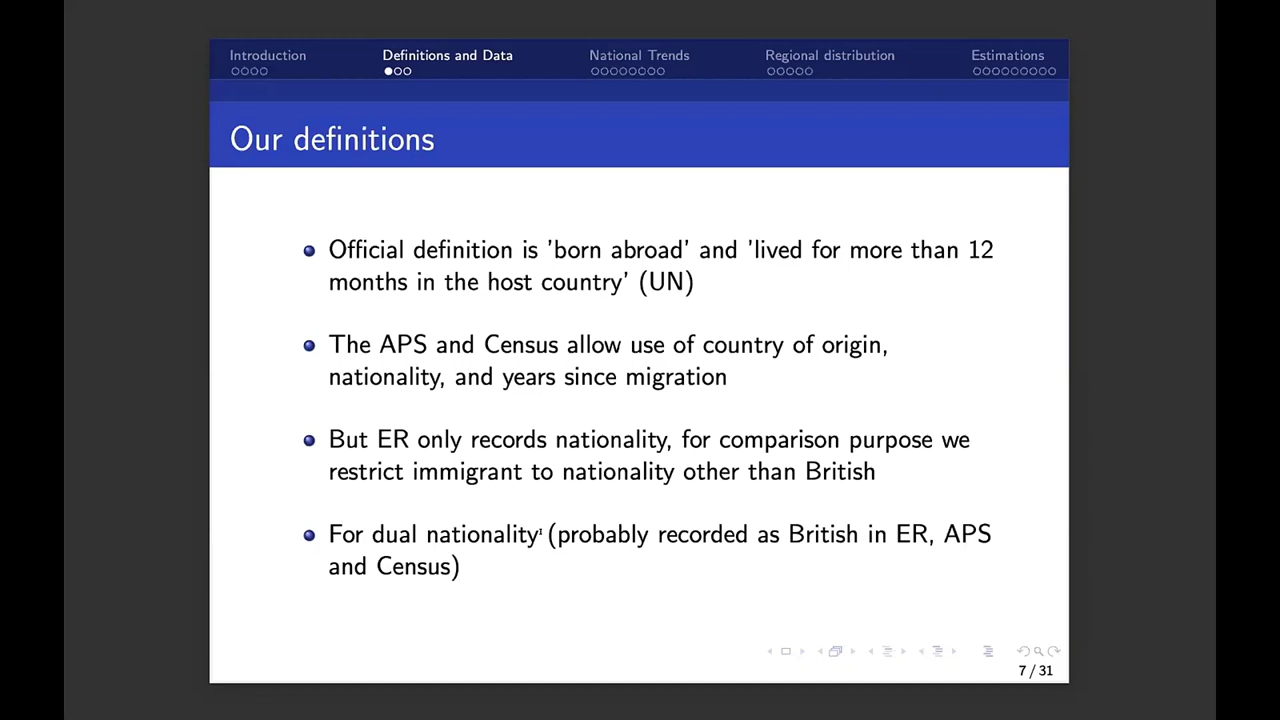 Introduction
Definitions and Data
National Trends
Regional distribution
Estimations
Our definitions
Official definition is 'born abroad' and 'lived for more than 12
months in the host country' (UN)
The APS and Census allow use of country of origin,
nationality, and years since migration
But ER only records nationality, for comparison purpose we
restrict immigrant to nationality other than British
For dual nationality (probably recorded as British in ER, APS
and Census)
7 / 31